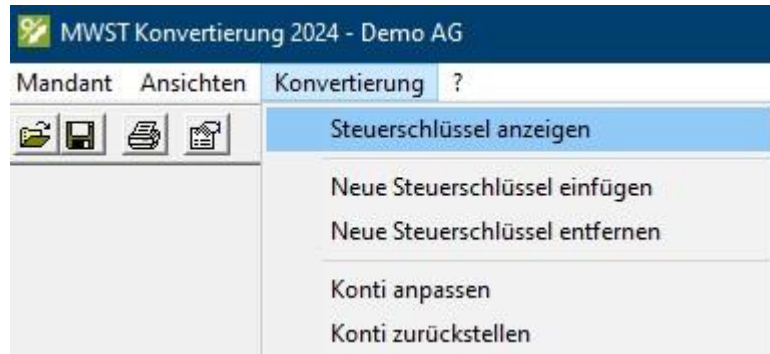 MWST Konvertierung 2024 - Demo AG
Mandant Ansichten Konvertierung ?
Steuerschlüssel anzeigen
Neue Steuerschlüssel einfügen
Neue Steuerschlüssel entfernen
Konti anpassen
Konti zurückstellen